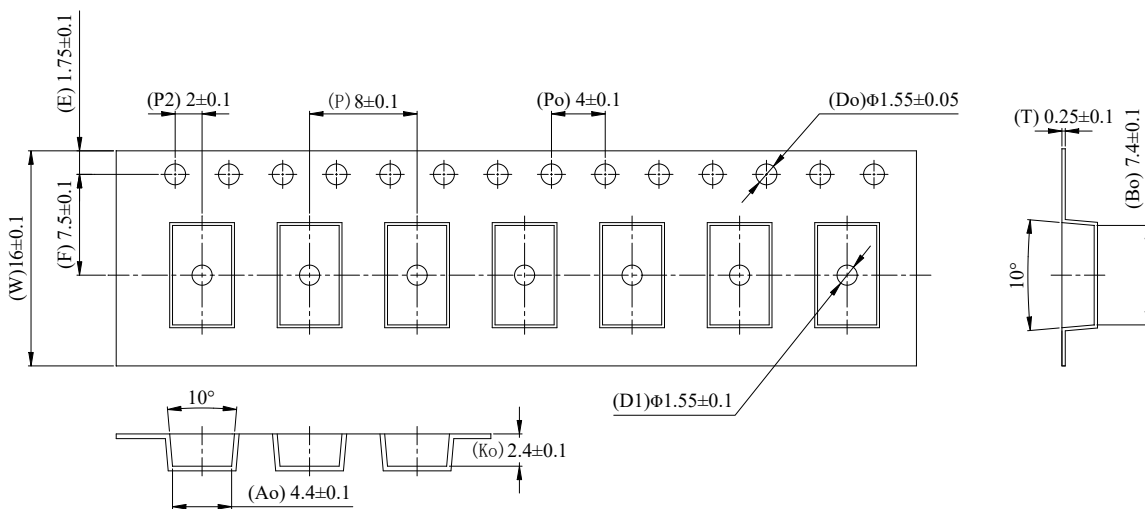 (E) 1.75±0.1
(P2) 2±0.1
(P) 8±0.1
(Po) 4±0.1
(Do)Φ1.55±0.05
(T) 0.25±0.1
(Bo) 7.4±0.1
(W)16±0.1
(F) 7.5±0.1
10°
(D1)Φ1.55±0.1
10°
(Ko) 2.4±0.1
(Ao) 4.4±0.1